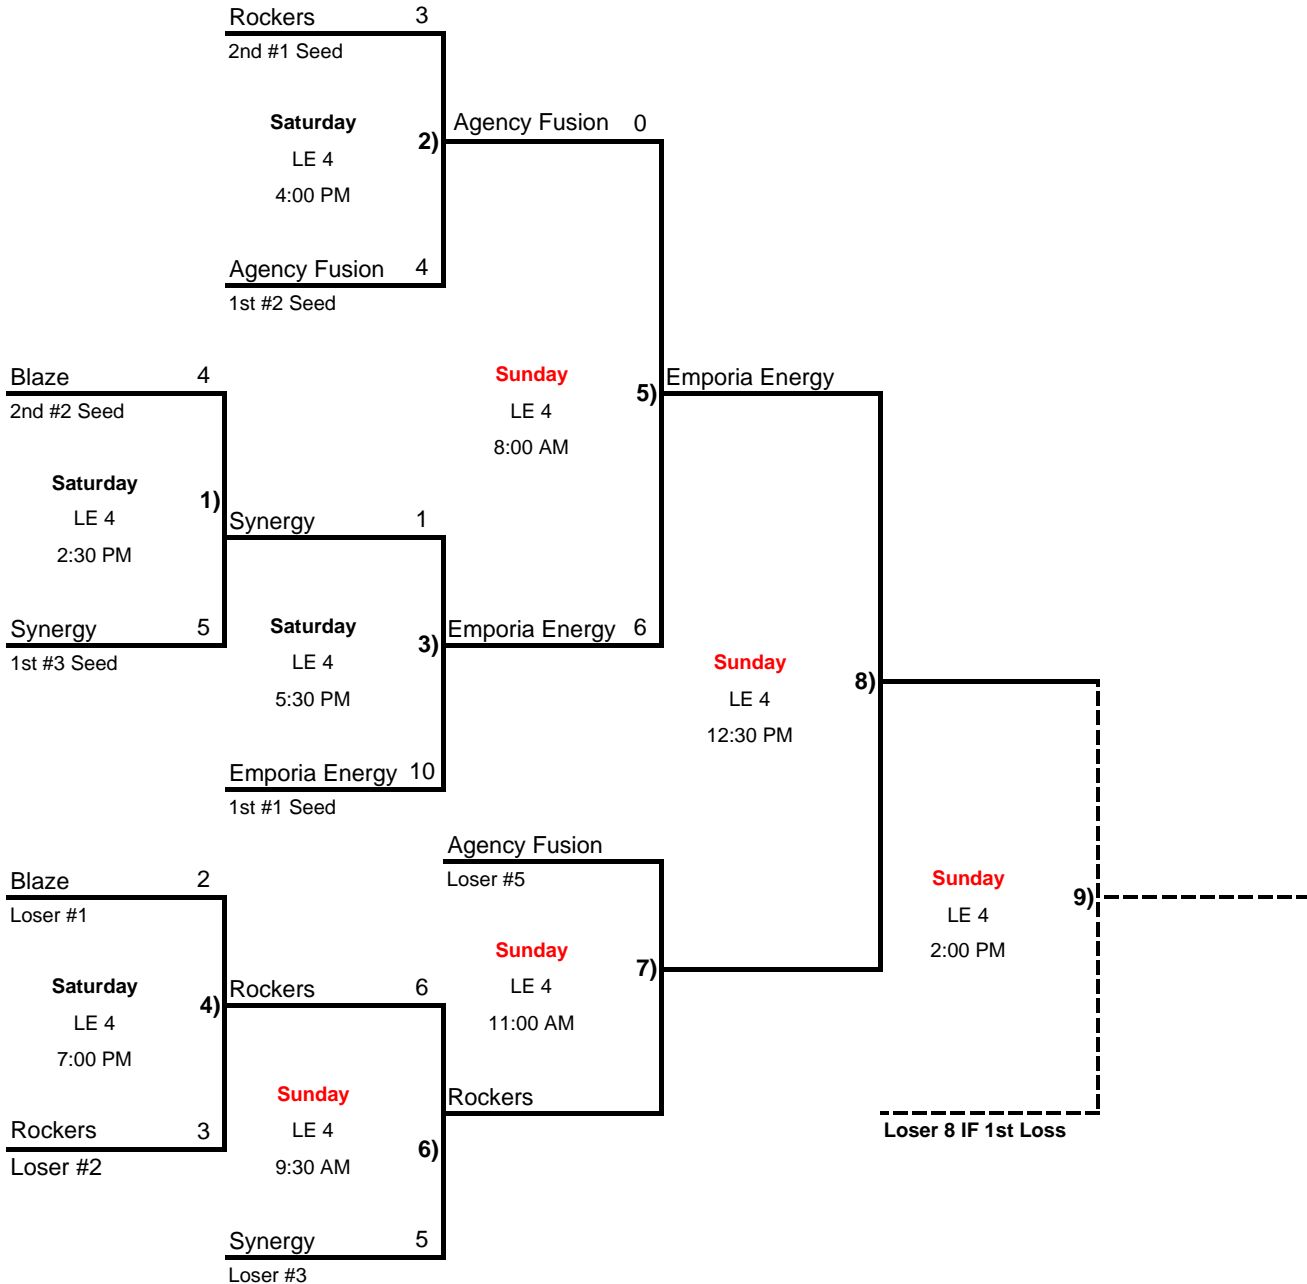 Rockers 3
2nd #1 Seed
Saturday
LE 4
4:00 PM
2)
Agency Fusion 4
1st #2 Seed
Agency Fusion 0
Blaze 4
2nd #2 Seed
Saturday
LE 4
2:30 PM
1)
Synergy 5
1st #3 Seed
Synergy 1
Saturday
LE 4
5:30 PM
3)
Emporia Energy 10
1st #1 Seed
Emporia Energy 6
Sunday
LE 4
8:00 AM
5)
Emporia Energy
Sunday
LE 4
12:30 PM
8)
Blaze 2
Loser #1
Saturday
LE 4
7:00 PM
4)
Rockers 3
Loser #2
Rockers 6
Sunday
LE 4
9:30 AM
6)
Synergy 5
Loser #3
Agency Fusion
Loser #5
Sunday
LE 4
11:00 AM
7)
Rockers
Sunday
LE 4
2:00 PM
9)
Loser 8 IF 1st Loss